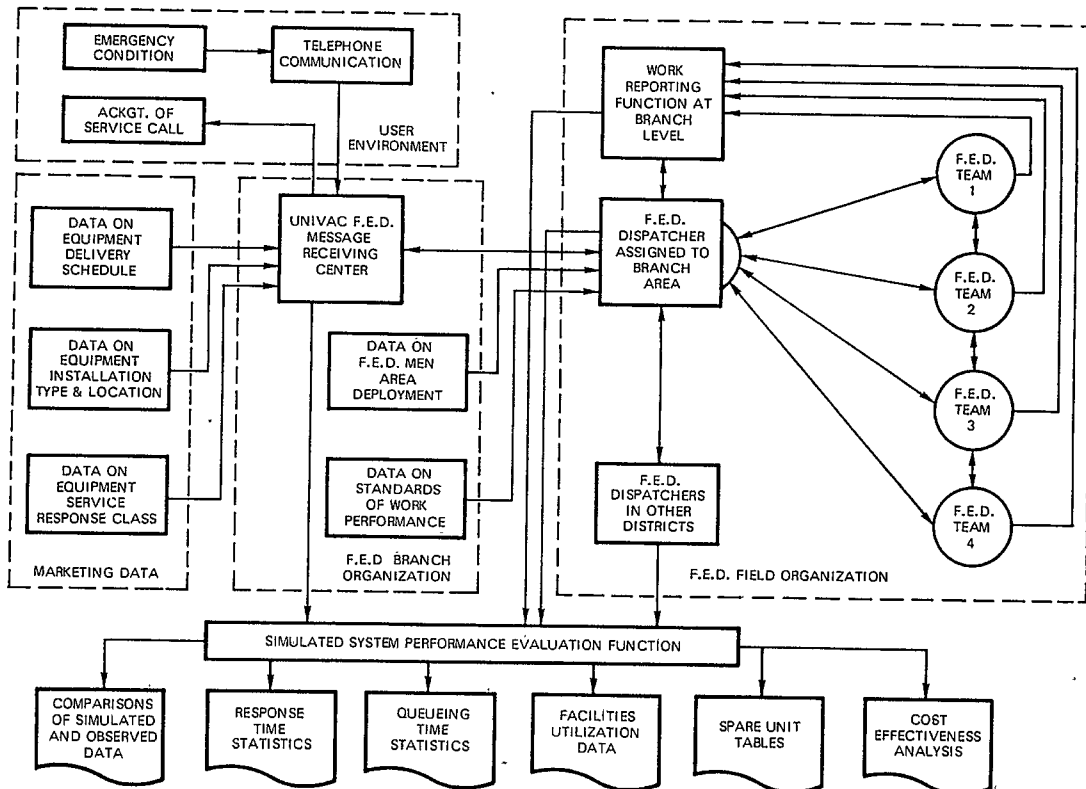 EMERGENCY
CONDITION
TELEPHONE
COMMUNICATION
ACKGT. OF
SERVICE CALL
USER
ENVIRONMENT
WORK
REPORTING
FUNCTION AT
BRANCH
LEVEL
F.E.D.
TEAM
1
DATA ON
EQUIPMENT
DELIVERY
SCHEDULE
UNIVAC F.E.D.
MESSAGE
RECEIVING
CENTER
F.E.D.
DISPATCHER
ASSIGNED TO
BRANCH
AREA
F.E.D.
TEAM
2
DATA ON
EQUIPMENT
INSTALLATION
TYPE & LOCATION
DATA ON
F.E.D. MEN
AREA
DEPLOYMENT
F.E.D.
TEAM
3
DATA ON
EQUIPMENT
SERVICE
RESPONSE CLASS
DATA ON
STANDARDS
OF WORK
PERFORMANCE
F.E.D.
DISPATCHERS
IN OTHER
DISTRICTS
F.E.D.
TEAM
4
MARKETING DATA
F.E.D BRANCH
ORGANIZATION
F.E.D. FIELD ORGANIZATION
SIMULATED SYSTEM PERFORMANCE EVALUATION FUNCTION
COMPARISONS
OF SIMULATED
AND OBSERVED
DATA
RESPONSE
TIME
STATISTICS
QUEUEING
TIME
STATISTICS
FACILITIES
UTILIZATION
DATA
SPARE UNIT
TABLES
COST
EFFECTIVENESS
ANALYSIS